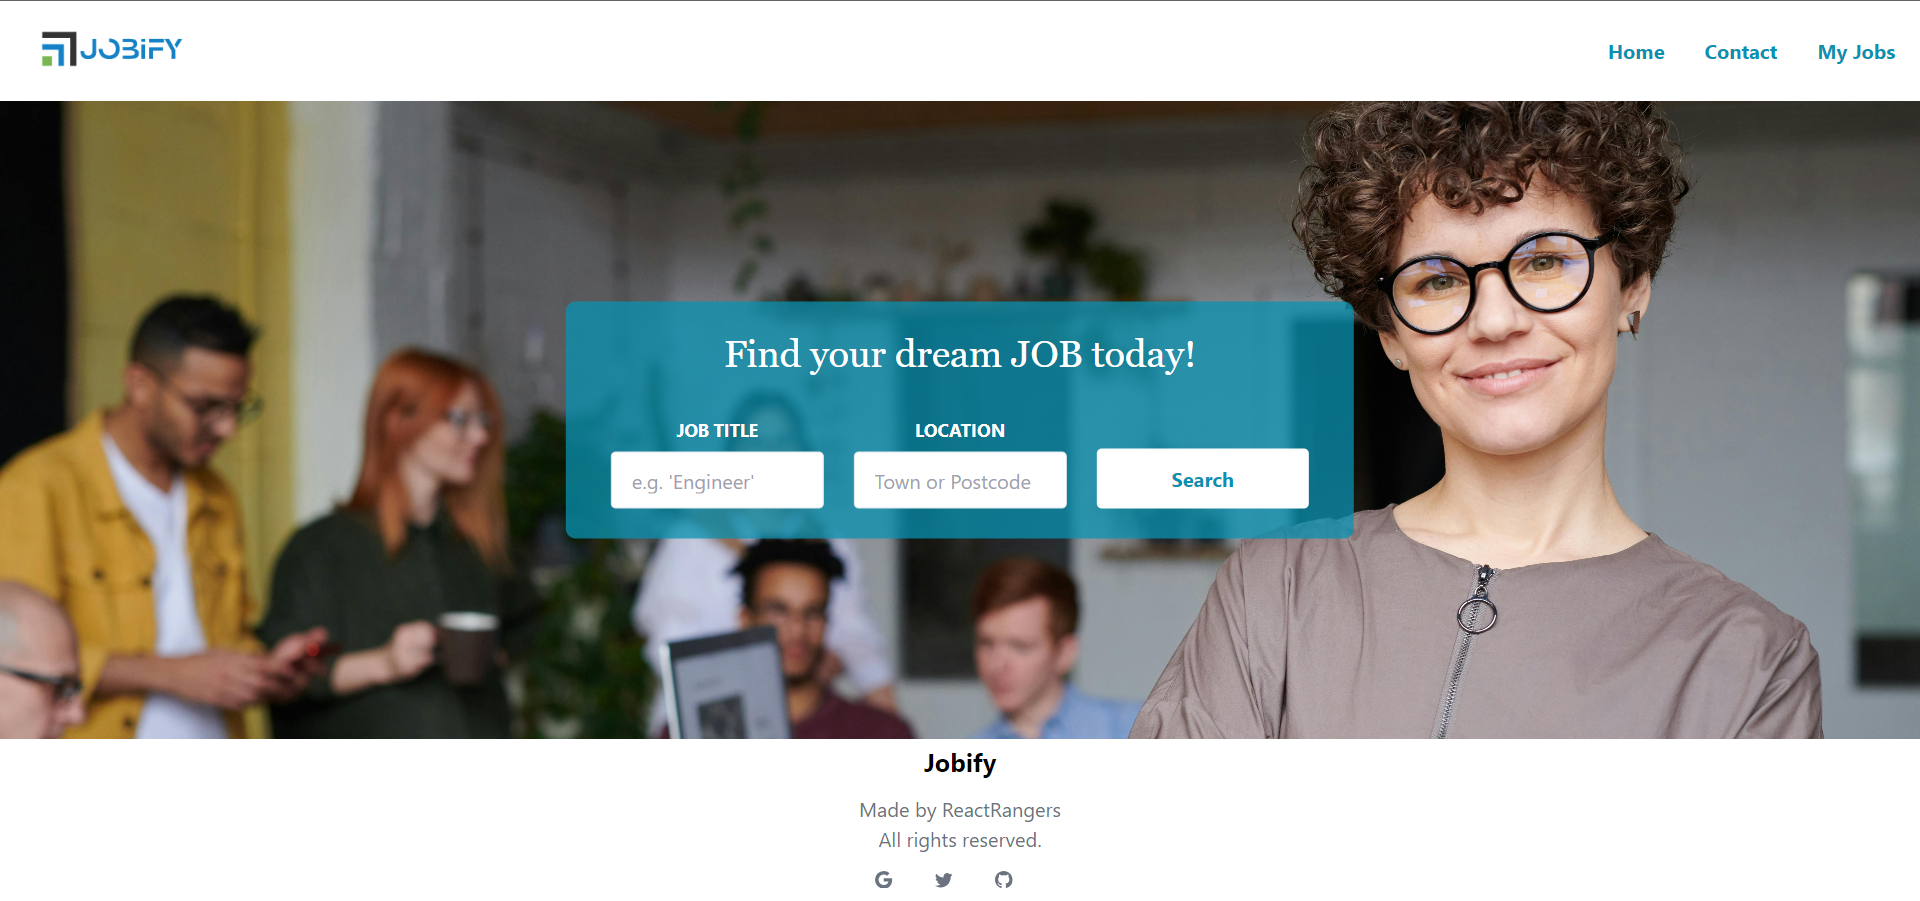 JOBIFY
Home Contact My Jobs
Find your dream JOB today!
JOB TITLE LOCATION
e.g. 'Engineer' Town or Postcode Search
Jobify
Made by ReactRangers
All rights reserved.